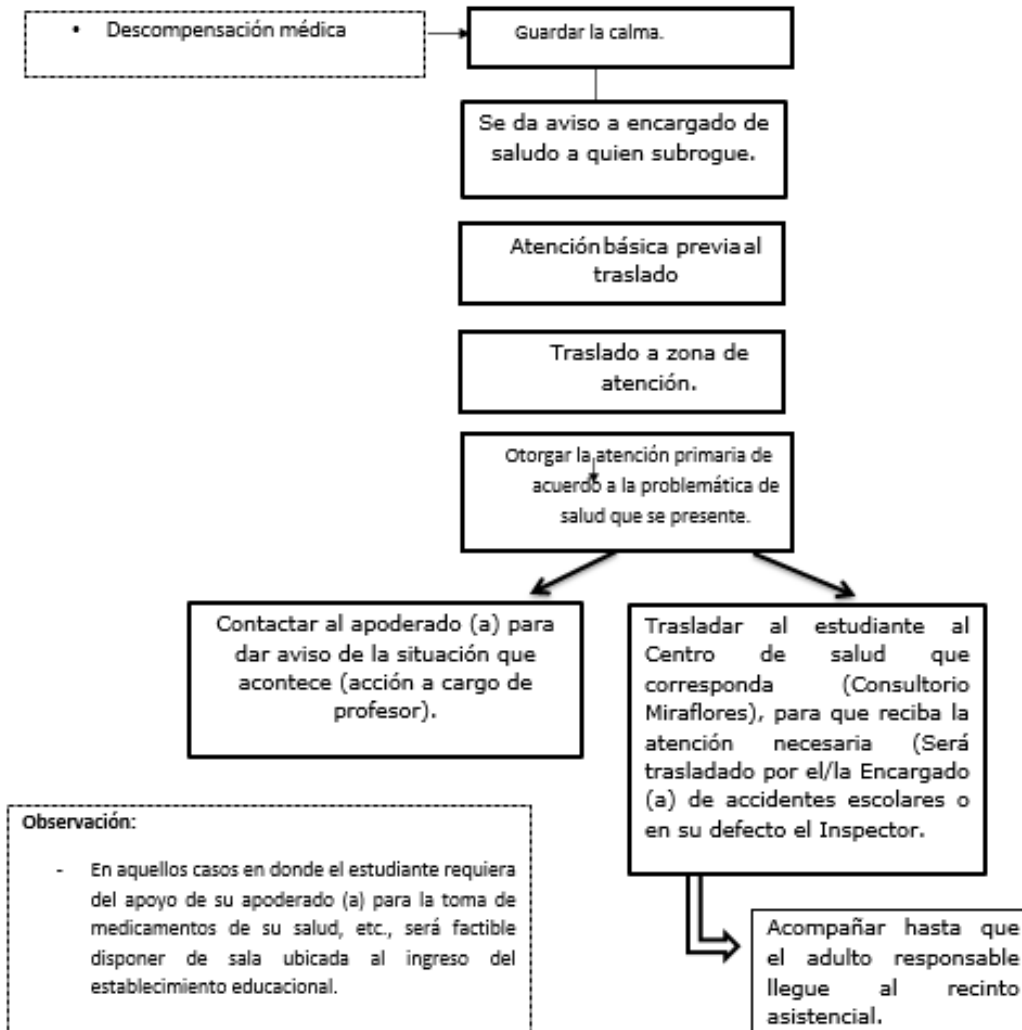 • Descompensación médica
Guardar la calma.
Se da aviso a encargado de
saludo a quien subrogue.
Atención básica previa al
traslado
Traslado a zona de
atención.
Otorgar la atención primaria de
acuerdo a la problemática de
salud que se presente.
Contactar al apoderado (a) para
dar aviso de la situación que
acontece (acción a cargo de
profesor).
Trasladar al estudiante al
Centro de salud que
corresponda (Consultorio
Miraflores), para que reciba la
atención necesaria (Será
trasladado por el/la Encargado
(a) de accidentes escolares o
en su defecto el Inspector.
Observación:
- En aquellos casos en donde el estudiante requiera
del apoyo de su apoderado (a) para la toma de
medicamentos de su salud, etc., será factible
disponer de sala ubicada al ingreso del
establecimiento educacional.
Acompañar hasta que
el adulto responsable
llegue al recinto
asistencial.